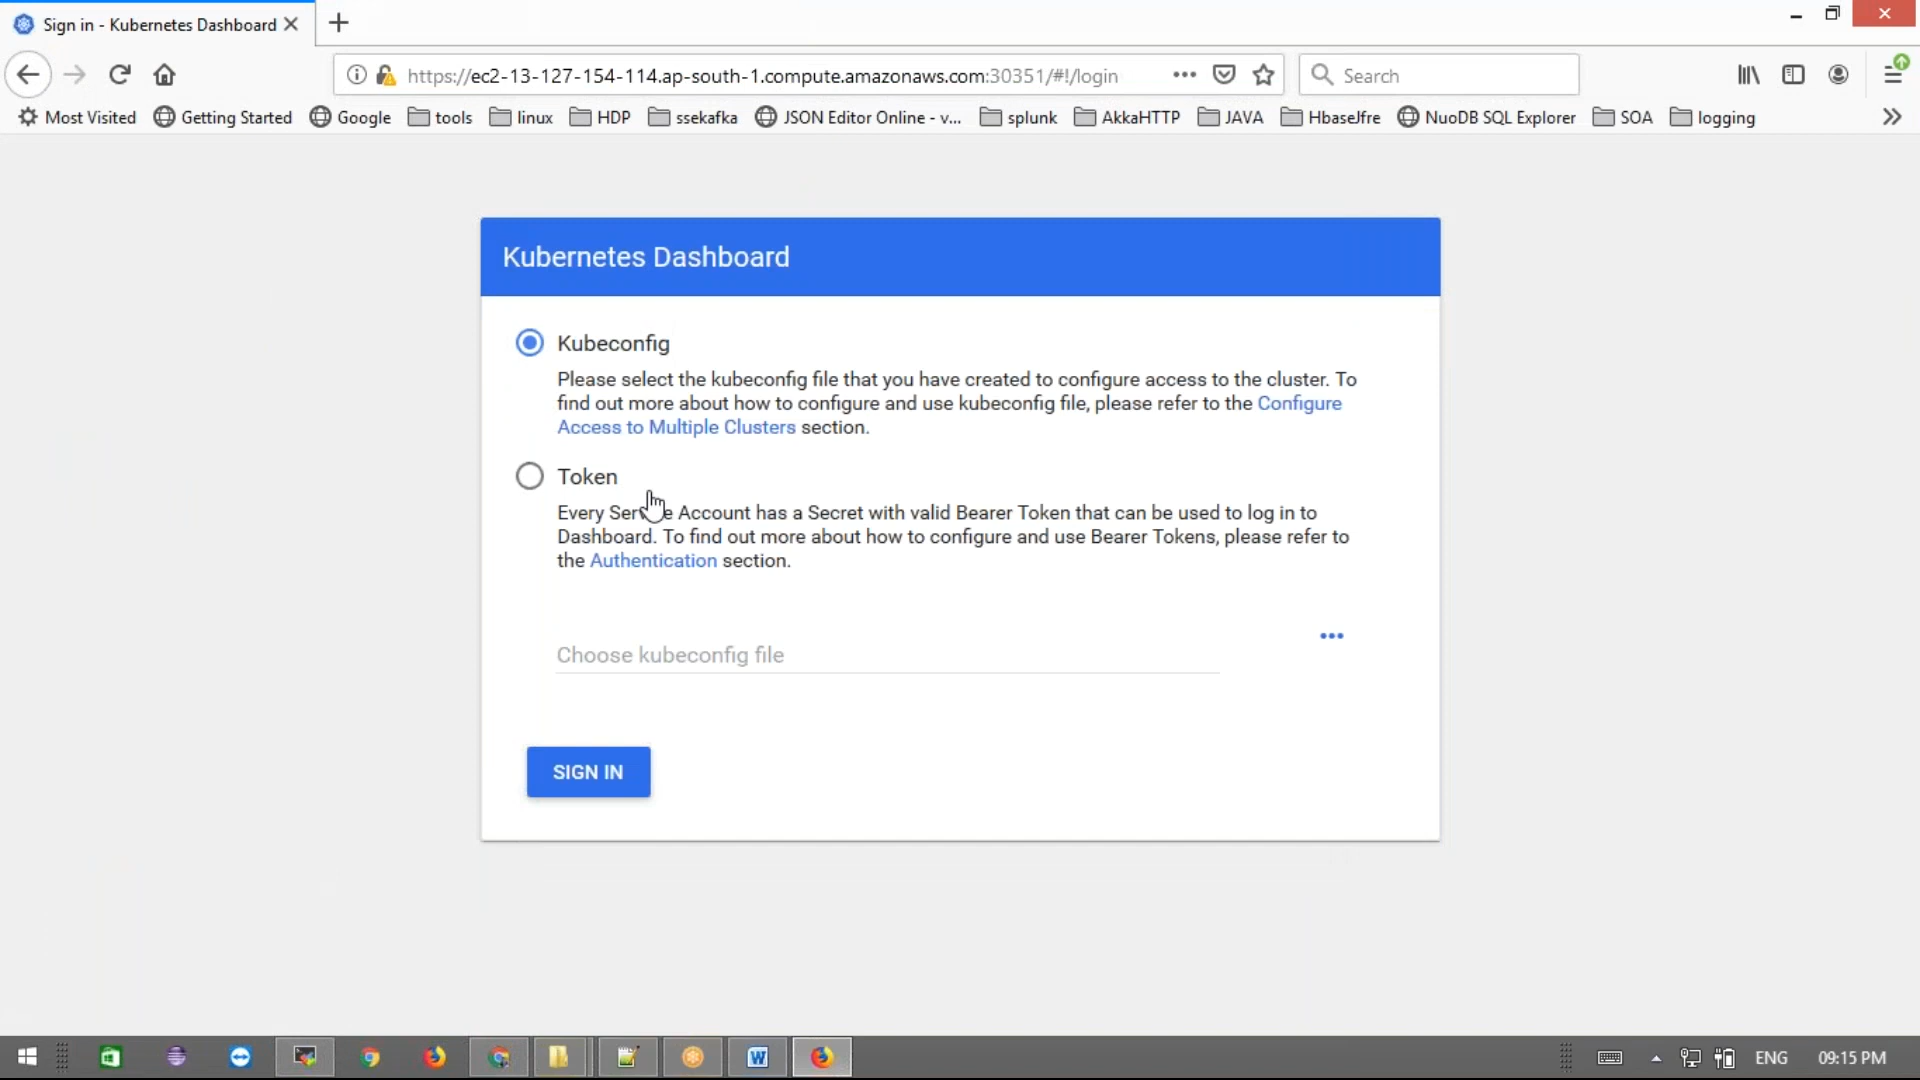 Sign in - Kubernetes Dashboard
https://ec2-13-127-154-114.ap-south-1.compute.amazonaws.com:30351/#!/login
Search
Most Visited Getting Started Google tools linux HDP ssekafka JSON Editor Online - v... splunk AkkaHTTP JAVA HbaseJfre NuoDB SQL Explorer SOA logging
Kubernetes Dashboard
Kubeconfig
Please select the kubeconfig file that you have created to configure access to the cluster. To
find out more about how to configure and use kubeconfig file, please refer to the Configure
Access to Multiple Clusters section.
Token
Every Service Account has a Secret with valid Bearer Token that can be used to log in to
Dashboard. To find out more about how to configure and use Bearer Tokens, please refer to
the Authentication section.
Choose kubeconfig file
SIGN IN
ENG 09:15 PM